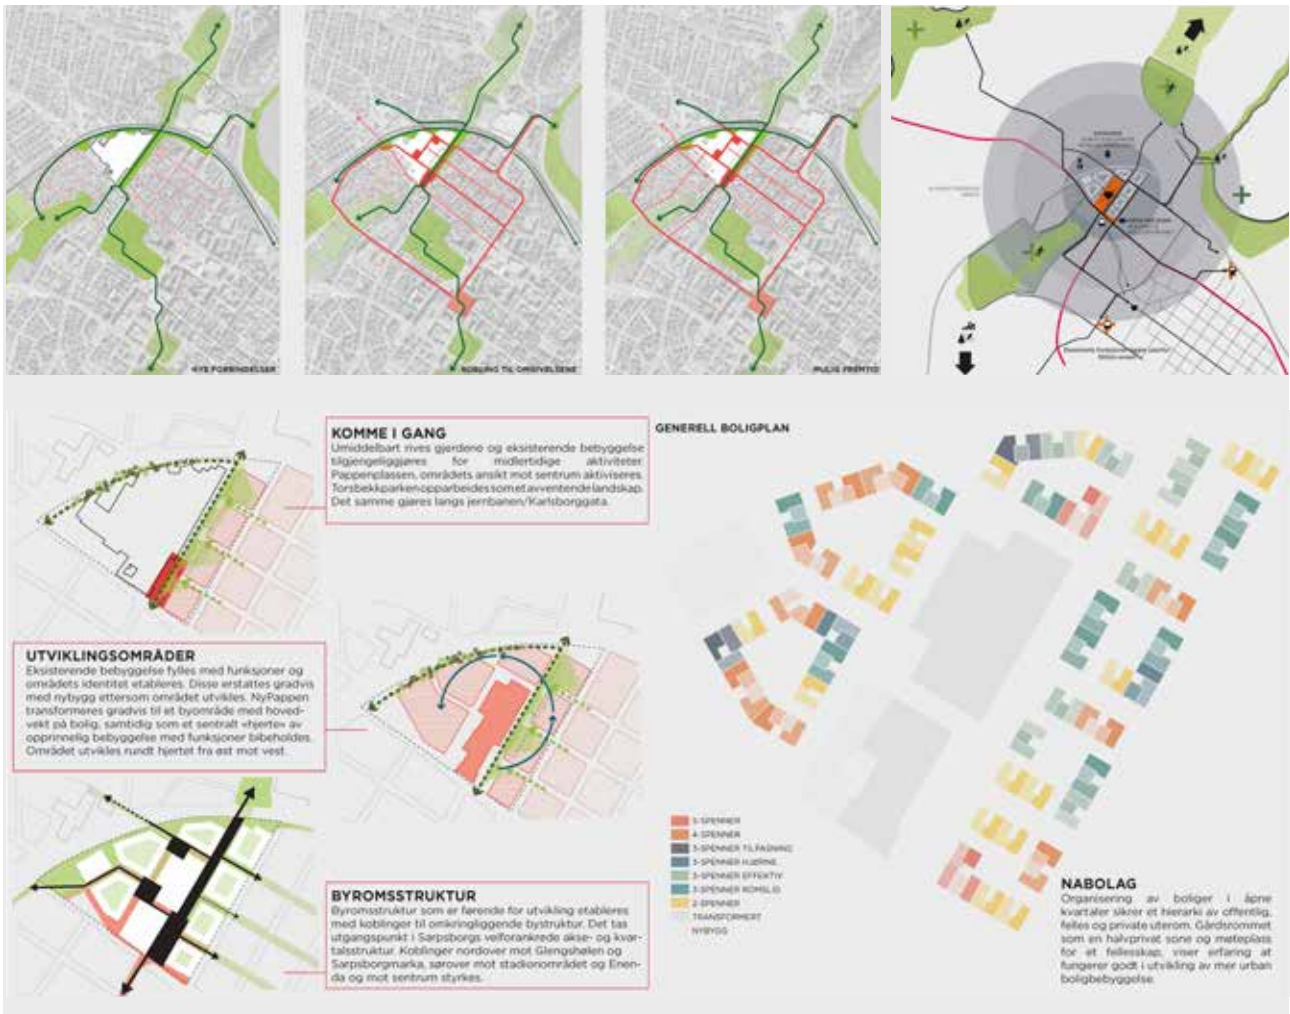 NYE FORBINDELSER
KOBLING TIL OMGIVELSENE
MULIG FREMTID
KOMME I GANG
Umiddelbart rives gjerdene og eksisterende bebyggelse
tilgjengeliggjøres for midlertidige aktiviteter.
Pappenplassen, områdets ansikt mot sentrum aktiviseres.
Torsbekkparken opparbeides som et avventende landskap.
Det samme gjøres langs jernbanen/Karlsborggata.
GENERELL BOLIGPLAN
UTVIKLINGSOMRÅDER
Eksisterende bebyggelse fylles med funksjoner og
områdets identitet etableres. Disse erstattes gradvis
med nybygg ettersom området utvikles. NyPappen
transformeres gradvis til et byområde med hoved-
vekt på bolig, samtidig som et sentralt «hjerte» av
opprinnelig bebyggelse med funksjoner bibeholdes.
Området utvikles rundt hjertet fra øst mot vest.
BYROMSSTRUKTUR
Byromsstruktur som er førende for utvikling etableres
med koblinger til omkringliggende bystruktur. Det tas
utgangspunkt i Sarpsborgs velforankrede akse- og kvar-
talsstruktur. Koblinger nordover mot Glengshølen og
Sarpsborgmarka, sørover mot stadionområdet og Enen-
da og mot sentrum styrkes.
5-SPENNER
4-SPENNER
3-SPENNER TILPASNING
3-SPENNER HJØRNE
3-SPENNER EFFEKTIV
3-SPENNER ROMSLIG
2-SPENNER
TRANSFORMERT
NYBYGG
NABOLAG
Organisering av boliger i åpne
kvartaler sikrer et hierarki av offentlig,
felles og private uterom. Gårdsrommet
som en halvprivat sone og møteplass
for et fellesskap, viser erfaring at
fungerer godt i utvikling av mer urban
boligbebyggelse.